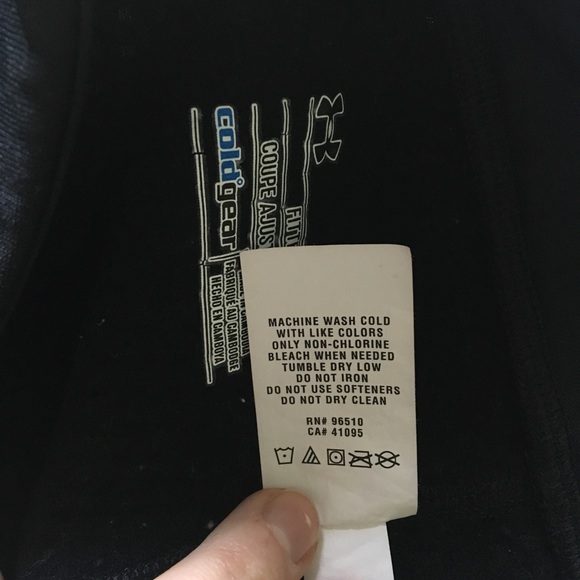 COUPE
coldgear
FABRIQUÉ AU CAMBODGE
HECHO EN CAMBOYA
MACHINE WASH COLD
WITH LIKE COLORS
ONLY NON-CHLORINE
BLEACH WHEN NEEDED
TUMBLE DRY LOW
DO NOT IRON
DO NOT USE SOFTENERS
DO NOT DRY CLEAN
RN# 96510
CA# 41095